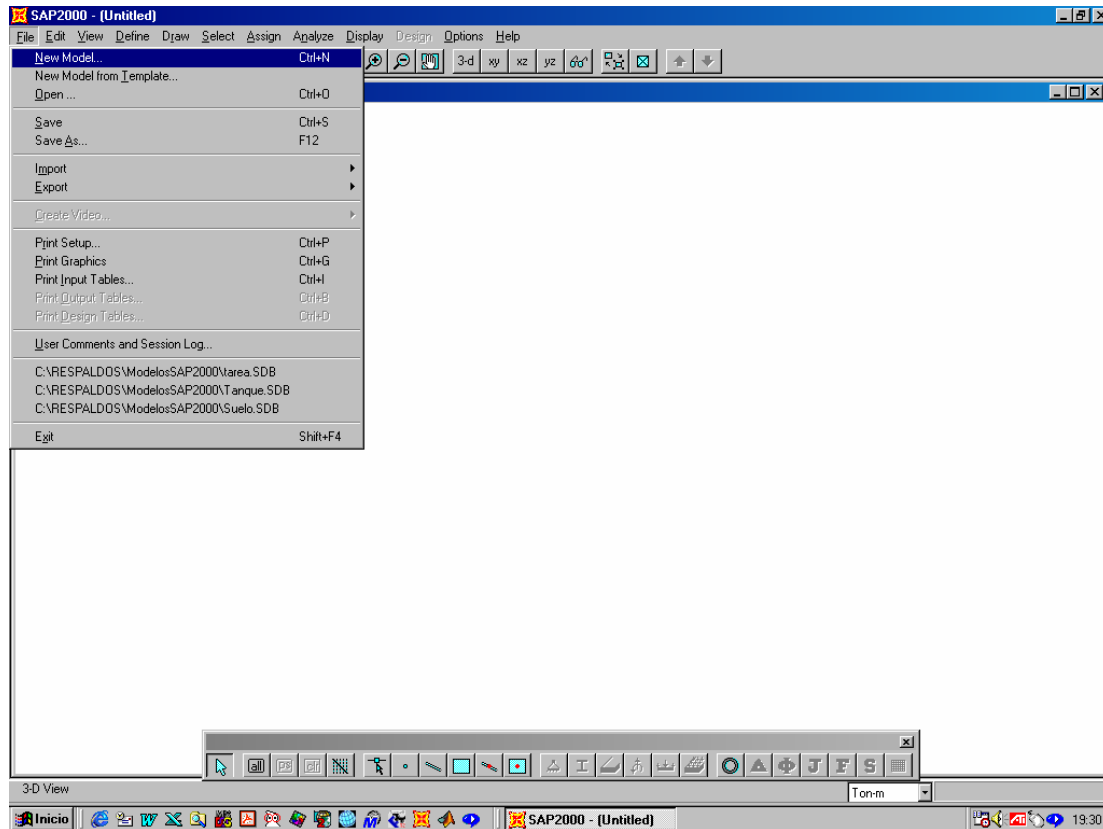 SAP2000 - (Untitled)
File Edit View Define Draw Select Assign Analyze Display Design Options Help
3-d xy xz yz
New Model... Ctrl+N
New Model from Template...
Open ... Ctrl+O
Save Ctrl+S
Save As... F12
Import
Export
Create Video...
Print Setup... Ctrl+P
Print Graphics Ctrl+G
Print Input Tables... Ctrl+I
Print Output Tables... Ctrl+B
Print Design Tables... Ctrl+D
User Comments and Session Log...
C:\RESPALDOS\ModelosSAP2000\tarea.SDB
C:\RESPALDOS\ModelosSAP2000\Tanque.SDB
C:\RESPALDOS\ModelosSAP2000\Suelo.SDB
Exit Shift+F4
all ps clr
J F S
3-D View
Ton-m
Inicio
SAP2000 - (Untitled)
19:30